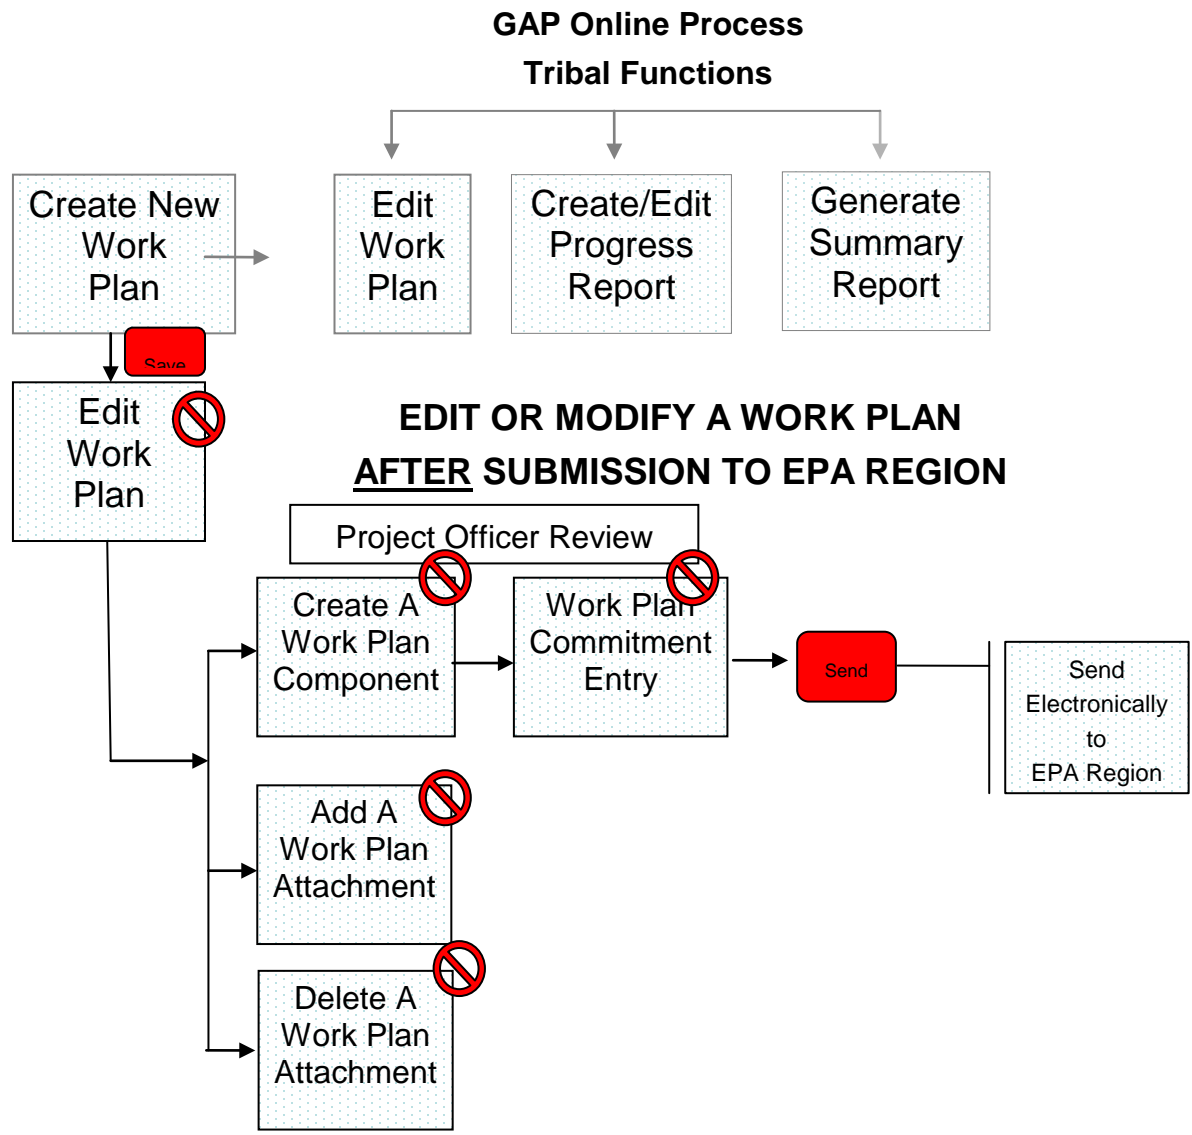 GAP Online Process
Tribal Functions
Create New
Work
Plan
Edit
Work
Plan
Create/Edit
Progress
Report
Generate
Summary
Report
Save
Edit
Work
Plan
EDIT OR MODIFY A WORK PLAN
AFTER SUBMISSION TO EPA REGION
Project Officer Review
Create A
Work Plan
Component
Work Plan
Commitment
Entry
Send
Send
Electronically
to
EPA Region
Add A
Work Plan
Attachment
Delete A
Work Plan
Attachment